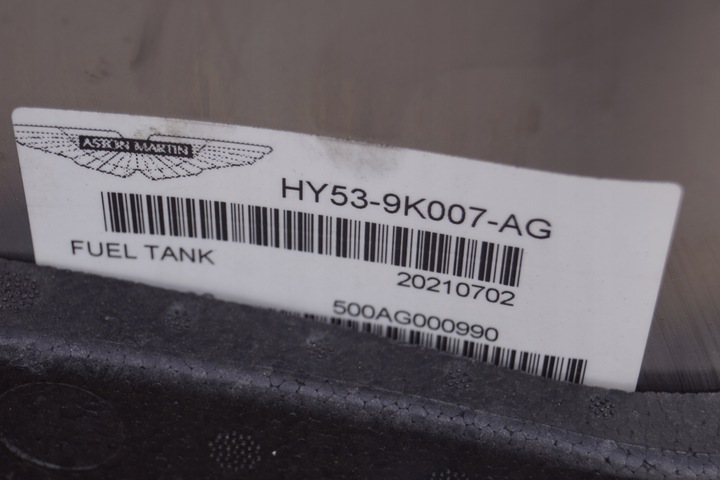 ASTON MARTIN
HY53-9K007-AG
FUEL TANK
20210702
500AG000990